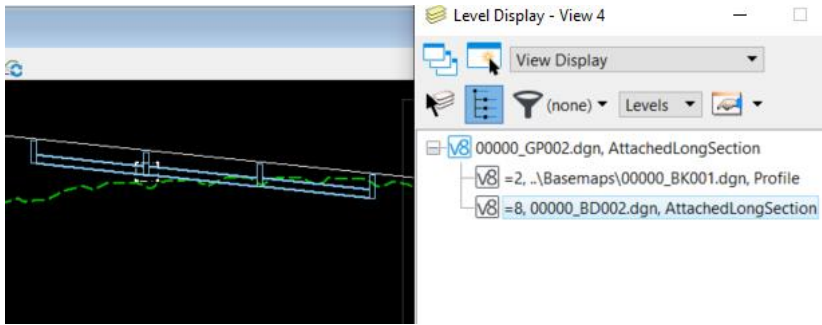 Level Display - View 4
View Display
(none)
Levels
V8 00000_GP002.dgn, AttachedLongSection
V8 =2, ..\Basemaps\00000_BK001.dgn, Profile
V8 =8, 00000_BD002.dgn, AttachedLongSection